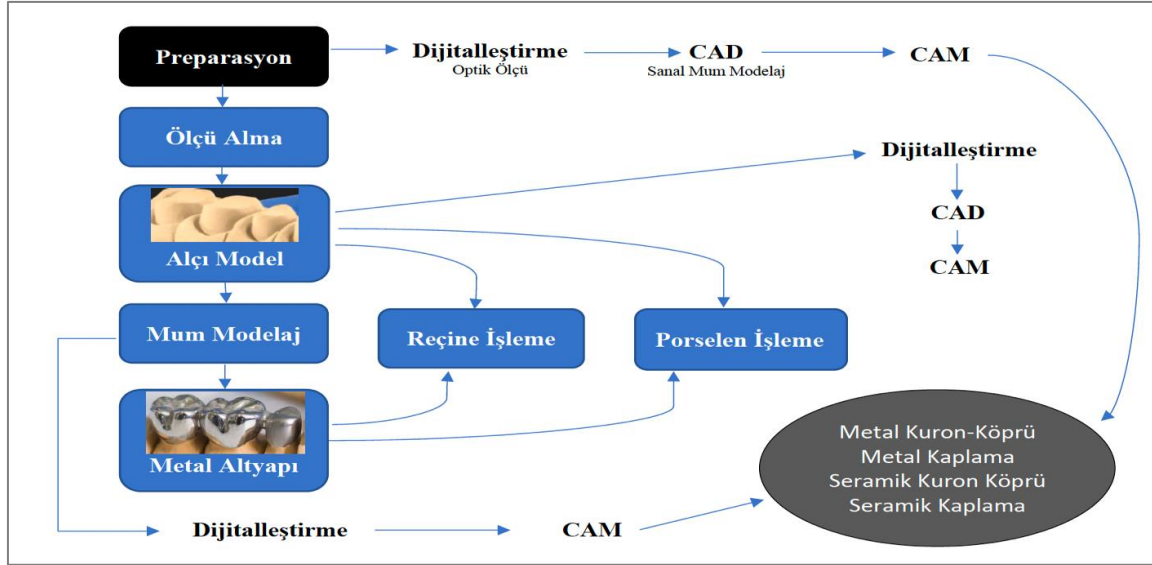 Preparasyon
Dijitalleştirme
Optik Ölçü
CAD
Sanal Mum Modelaj
CAM
Ölçü Alma
Dijitalleştirme
CAD
CAM
Alçı Model
Mum Modelaj
Reçine İşleme
Porselen İşleme
Metal Altyapı
Metal Kuron-Köprü
Metal Kaplama
Seramik Kuron Köprü
Seramik Kaplama
Dijitalleştirme
CAM